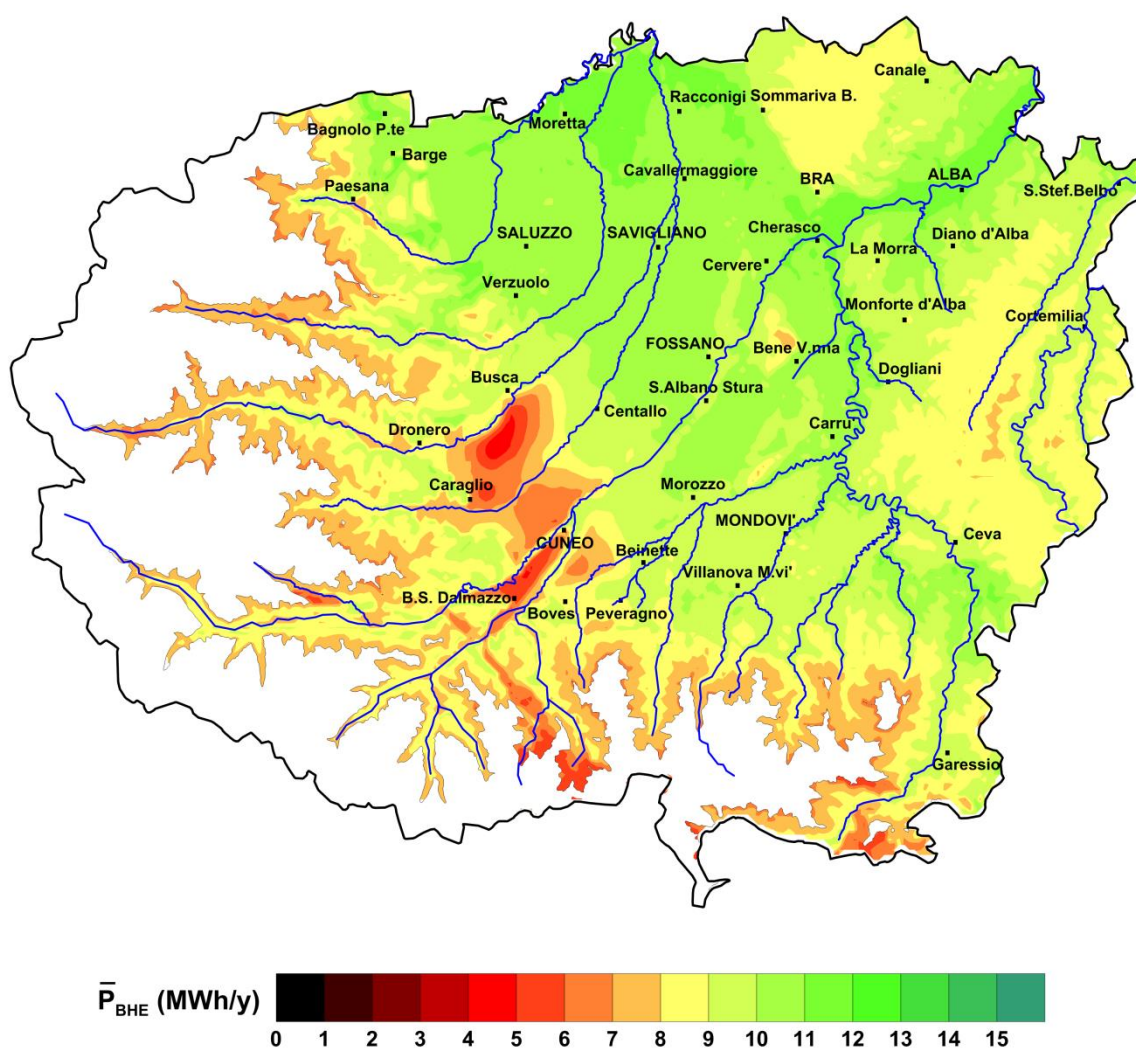 Canale
Racconigi Sommariva B.
Moretta
Bagnolo P.te
Barge
Cavallermaggiore
ALBA
Paesana
BRA
S.Stef.Belbo
SALUZZO
SAVIGLIANO
Cherasco
Diano d'Alba
La Morra
Cervere
Verzuolo
Monforte d'Alba
Cortemilia
FOSSANO
Bene V.nna
Dogliani
Busca
S.Albano Stura
Centallo
Carru'
Dronero
Caraglio
Morozzo
MONDOVI'
CUNEO
Beinette
Ceva
Villanova M.vi'
B.S. Dalmazzo
Boves
Peveragno
Garessio
P̅BHE (MWh/y)
0 1 2 3 4 5 6 7 8 9 10 11 12 13 14 15